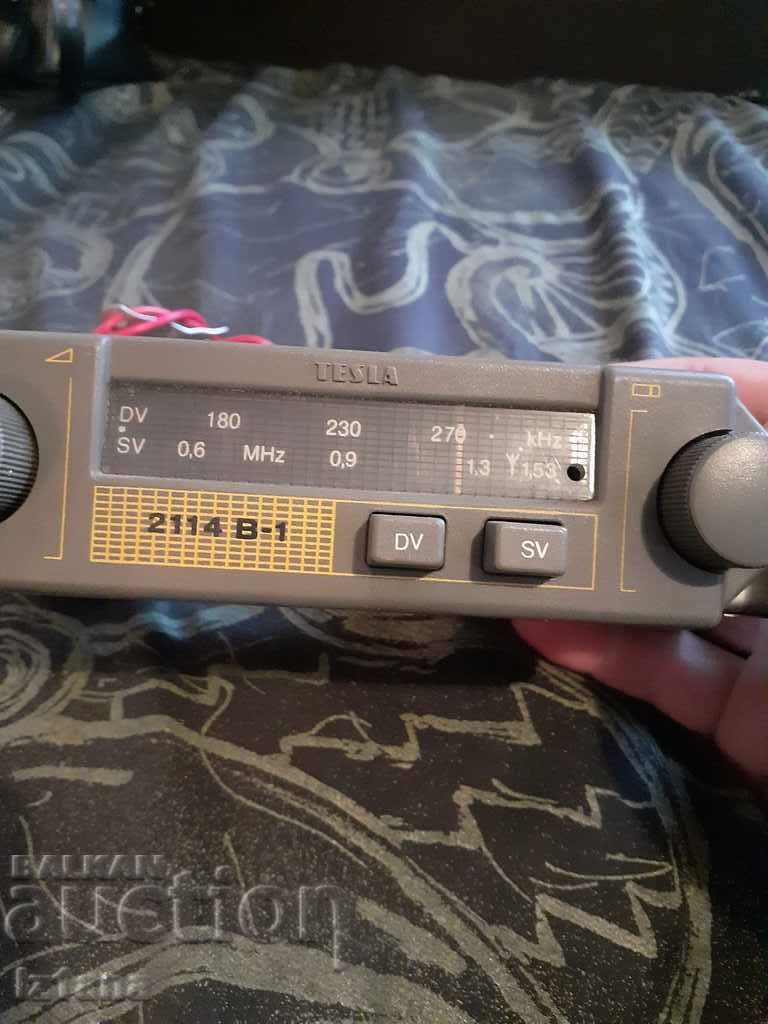 TESLA
DV 180 230 270 kHz
SV 0,6 MHz 0,9 1,3 1,53
2114 B-1
DV SV
BALKAN
auction
Iztaha